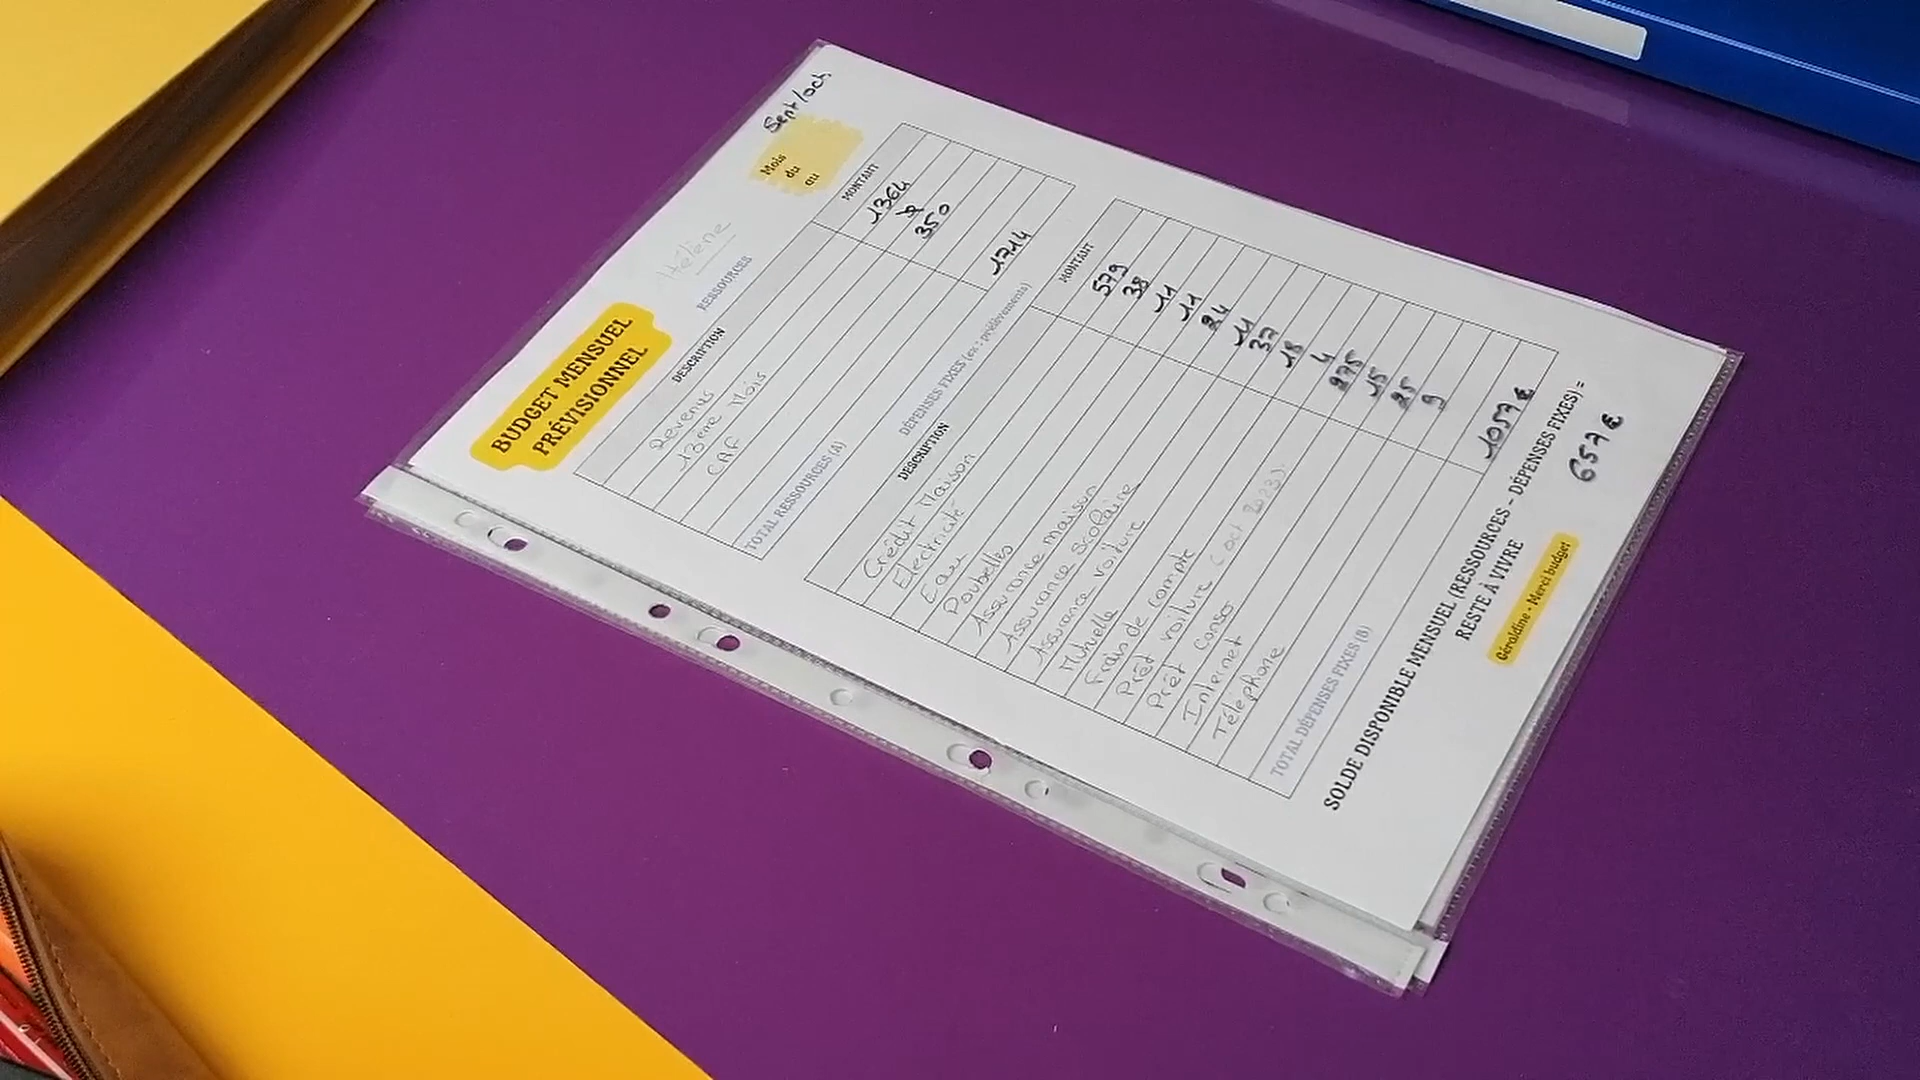 Sept/oct
Mois
du
au
Hélène
BUDGET MENSUEL
PRÉVISIONNEL
RESSOURCES
DESCRIPTION MONTANT
Revenus 1364
13eme Mois
CAF 350
TOTAL RESSOURCES (A) 1714
DÉPENSES FIXES (ex : prélèvements)
DESCRIPTION MONTANT
Crédit Maison 579
Electricité 38
Eau 11
Poubelles 11
Assurance maison 24
Assurance scolaire 11
Assurance voiture 37
Mutuelle 18
Frais de compte 4
Prêt voiture (oct 2023). 275
Prêt conso 15
Internet 25
Téléphone 9
TOTAL DÉPENSES FIXES (B) 1057 €
SOLDE DISPONIBLE MENSUEL (RESSOURCES - DÉPENSES FIXES) =
RESTE À VIVRE 657 €
Géraldine - Merci budget